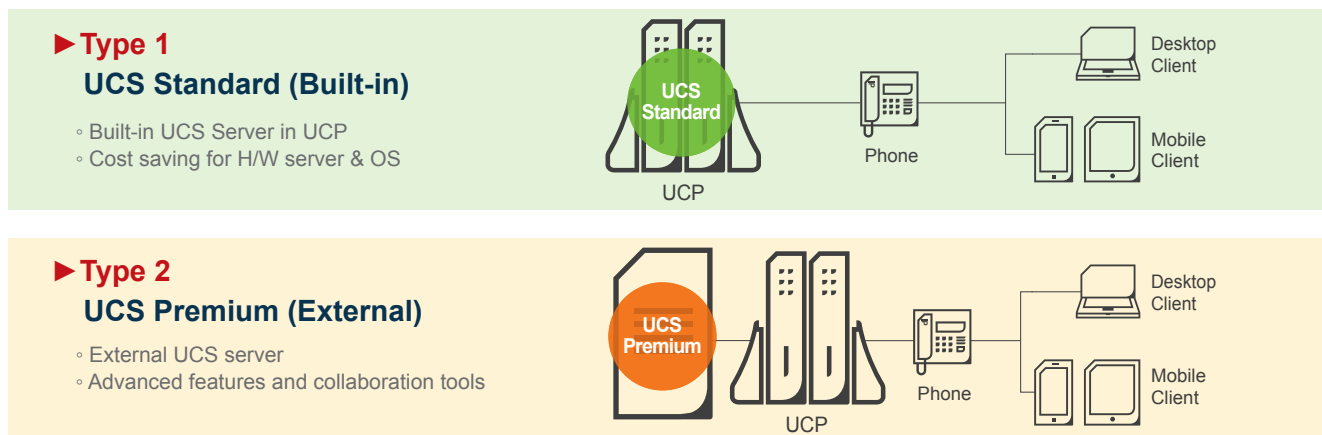 ►Type 1
UCS Standard (Built-in)
◦ Built-in UCS Server in UCP
◦ Cost saving for H/W server & OS
UCS
Standard
UCP
Phone
Desktop
Client
Mobile
Client
►Type 2
UCS Premium (External)
◦ External UCS server
◦ Advanced features and collaboration tools
UCS
Premium
UCP
Phone
Desktop
Client
Mobile
Client